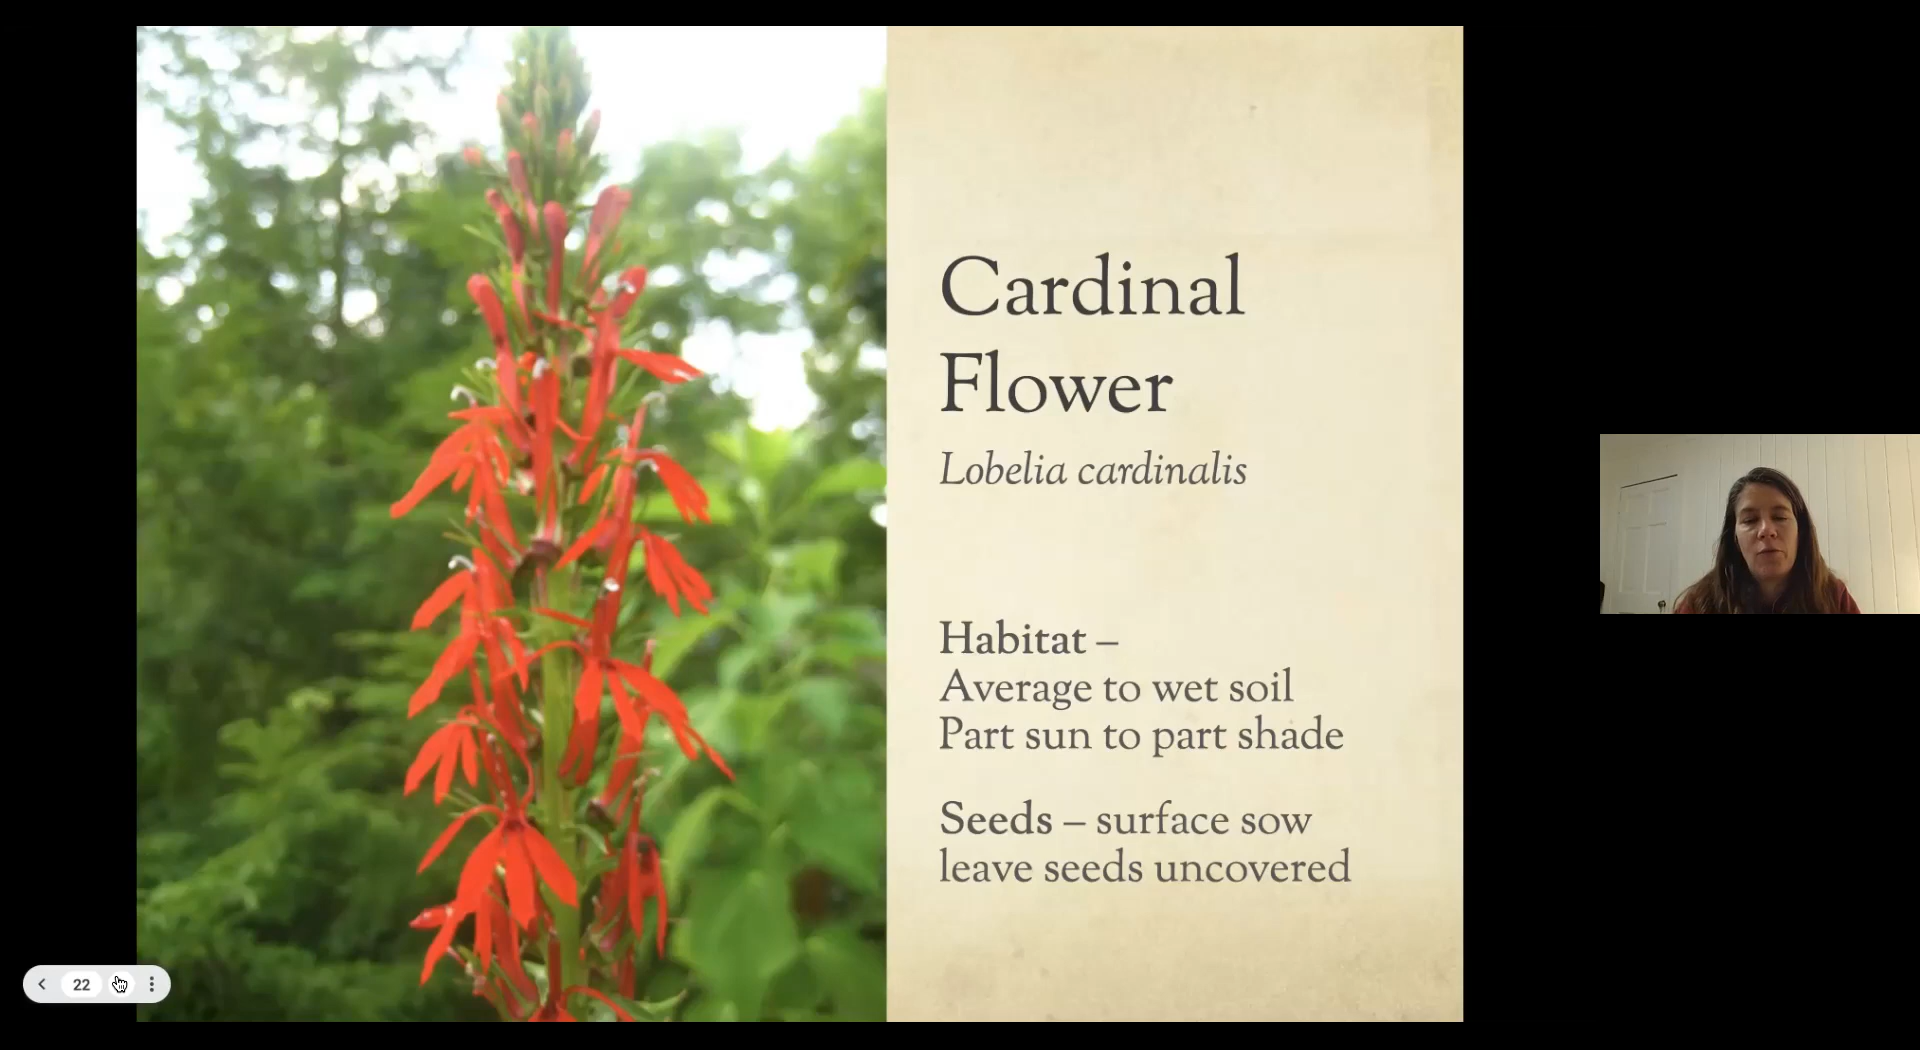 Cardinal
Flower
Lobelia cardinalis
Habitat –
Average to wet soil
Part sun to part shade
Seeds – surface sow
leave seeds uncovered
22